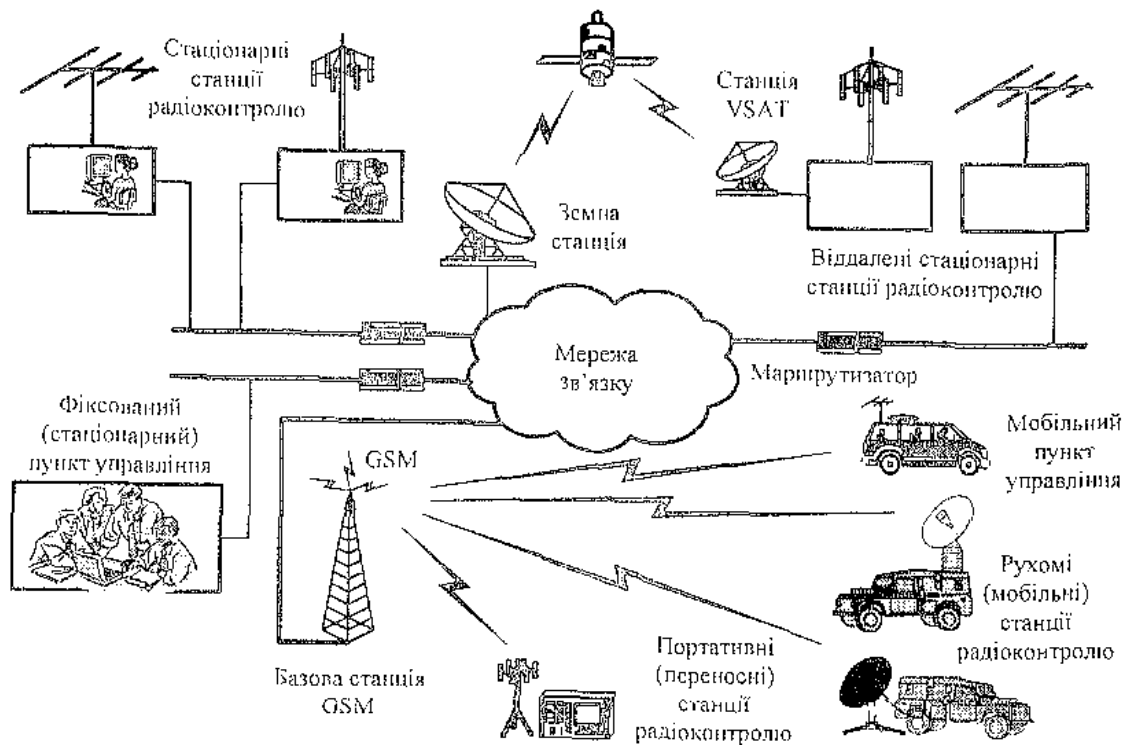 Стаціонарні
станції
радіоконтролю
Станція
VSAT
Земна
станція
Віддалені стаціонарні
станції радіоконтролю
Мережа
зв’язку
Маршрутизатор
Фіксований
(стаціонарний)
пункт управління
GSM
Мобільний
пункт
управління
Рухомі
(мобільні)
станції
радіоконтролю
Базова станція
GSM
Портативні
(переносні)
станції
радіоконтролю